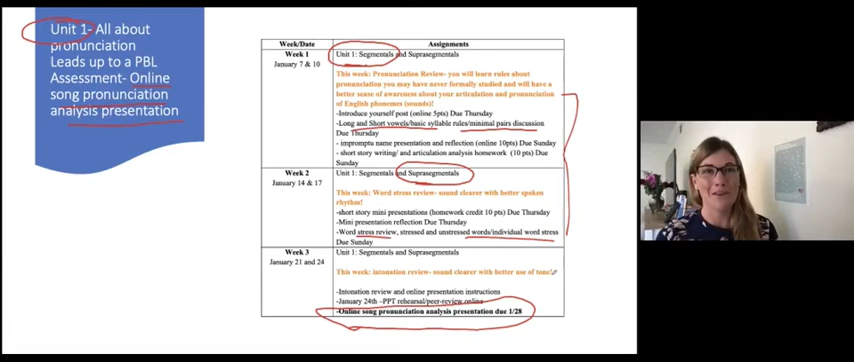 Unit 1- All about
pronunciation
Leads up to a PBL
Assessment- Online
song pronunciation
analysis presentation
Week/Date Assignments
Week 1 Unit 1: Segmentals and Suprasegmentals
January 7 & 10
This week: Pronunciation Review- you will learn rules about
pronunciation you may have never formally studied and will have a
better sense of awareness about your articulation and pronunciation
of English phonemes (sounds)!
-Introduce yourself post (online 5pts) Due Thursday
-Long and Short vowels/basic syllable rules/minimal pairs discussion
Due Thursday
- impromptu name presentation and reflection (online 10pts) Due Sunday
- short story writing/ and articulation analysis homework (10 pts) Due
Sunday
Week 2 Unit 1: Segmentals and Suprasegmentals
January 14 & 17
This week: Word stress review- sound clearer with better spoken
rhythm!
-short story mini presentations (homework credit 10 pts) Due Thursday
-Mini presentation reflection Due Thursday
-Word stress review, stressed and unstressed words/individual word stress
Due Sunday
Week 3 Unit 1: Segmentals and Suprasegmentals
January 21 and 24
This week: intonation review- sound clearer with better use of tone!
-Intonation review and online presentation instructions
-January 24th –PPT rehearsal/peer-review online
-Online song pronunciation analysis presentation due 1/28